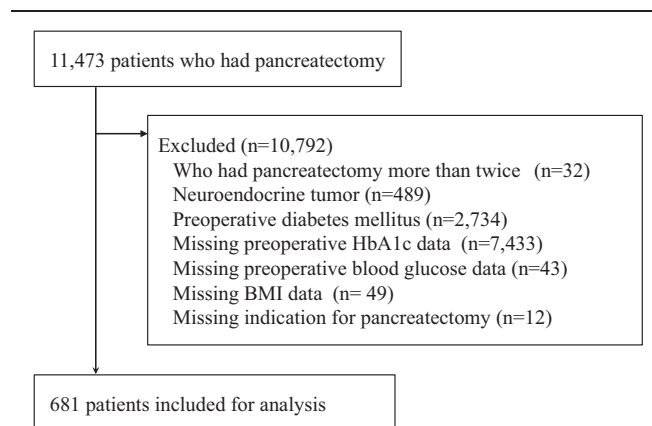 11,473 patients who had pancreatectomy
Excluded (n=10,792)
Who had pancreatectomy more than twice (n=32)
Neuroendocrine tumor (n=489)
Preoperative diabetes mellitus (n=2,734)
Missing preoperative HbA1c data (n=7,433)
Missing preoperative blood glucose data (n=43)
Missing BMI data (n= 49)
Missing indication for pancreatectomy (n=12)
681 patients included for analysis